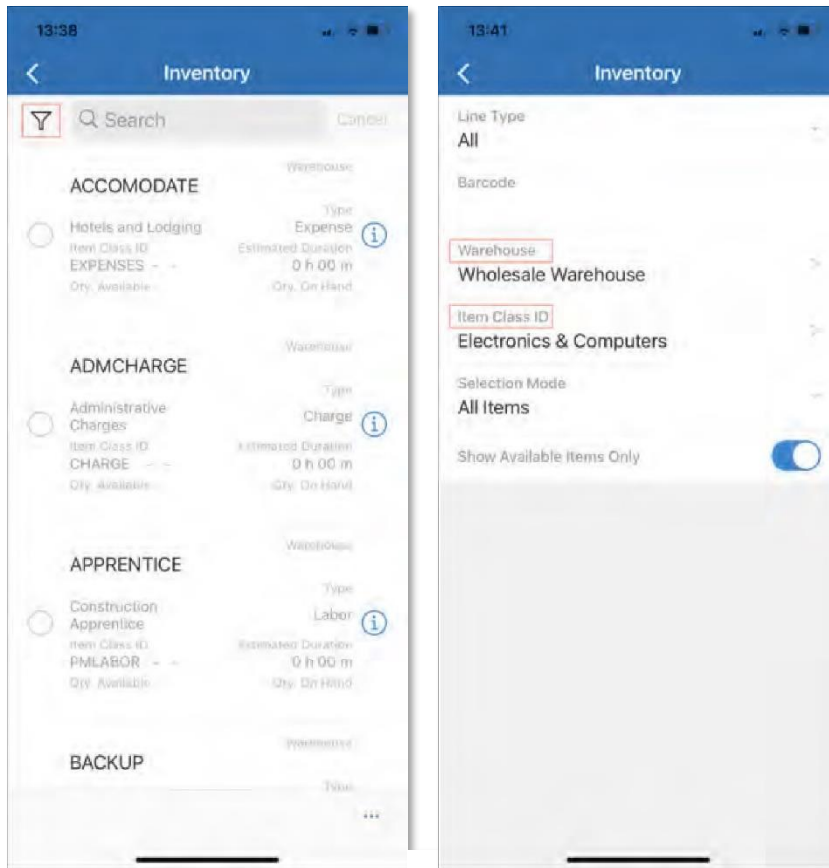 13:38
Inventory
Search
Cancel
Warehouse
ACCOMODATE
Type
Hotels and Lodging
Expense
Item Class ID
Estimated Duration
EXPENSES - -
0 h 00 m
Qty. Available
Qty. On Hand
Warehouse
ADMCHARGE
Type
Administrative
Charges
Charge
Item Class ID
Estimated Duration
CHARGE - -
0 h 00 m
Qty. Available
Qty. On Hand
Warehouse
APPRENTICE
Type
Construction
Apprentice
Labor
Item Class ID
Estimated Duration
PMLABOR - -
0 h 00 m
Qty. Available
Qty. On Hand
Warehouse
BACKUP
Type
13:41
Inventory
Line Type
All
Barcode
Warehouse
Wholesale Warehouse
Item Class ID
Electronics & Computers
Selection Mode
All Items
Show Available Items Only